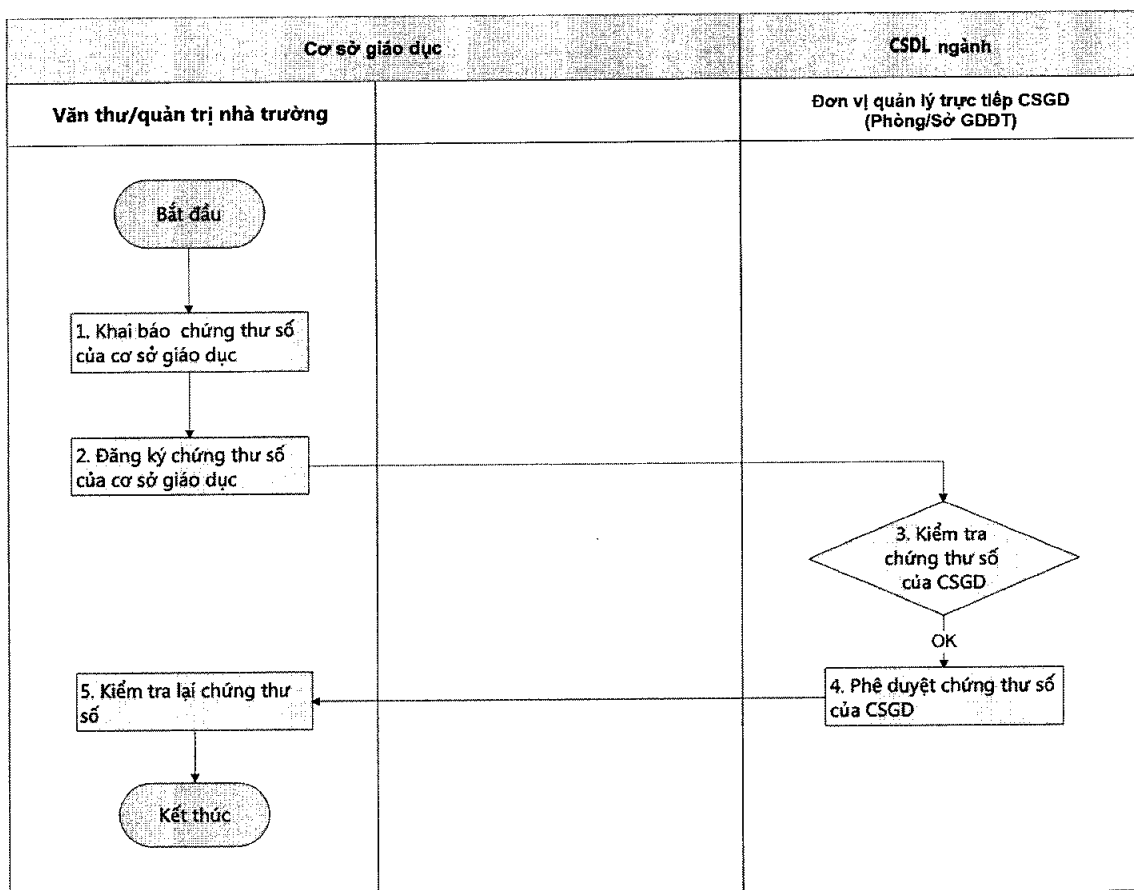 Cơ sở giáo dục
CSDL ngành
Văn thư/quản trị nhà trường
Đơn vị quản lý trực tiếp CSGD
(Phòng/Sở GDĐT)
Bắt đầu
1. Khai báo chứng thư số
của cơ sở giáo dục
2. Đăng ký chứng thư số
của cơ sở giáo dục
3. Kiểm tra
chứng thư số
của CSGD
OK
4. Phê duyệt chứng thư số
của CSGD
5. Kiểm tra lại chứng thư
số
Kết thúc